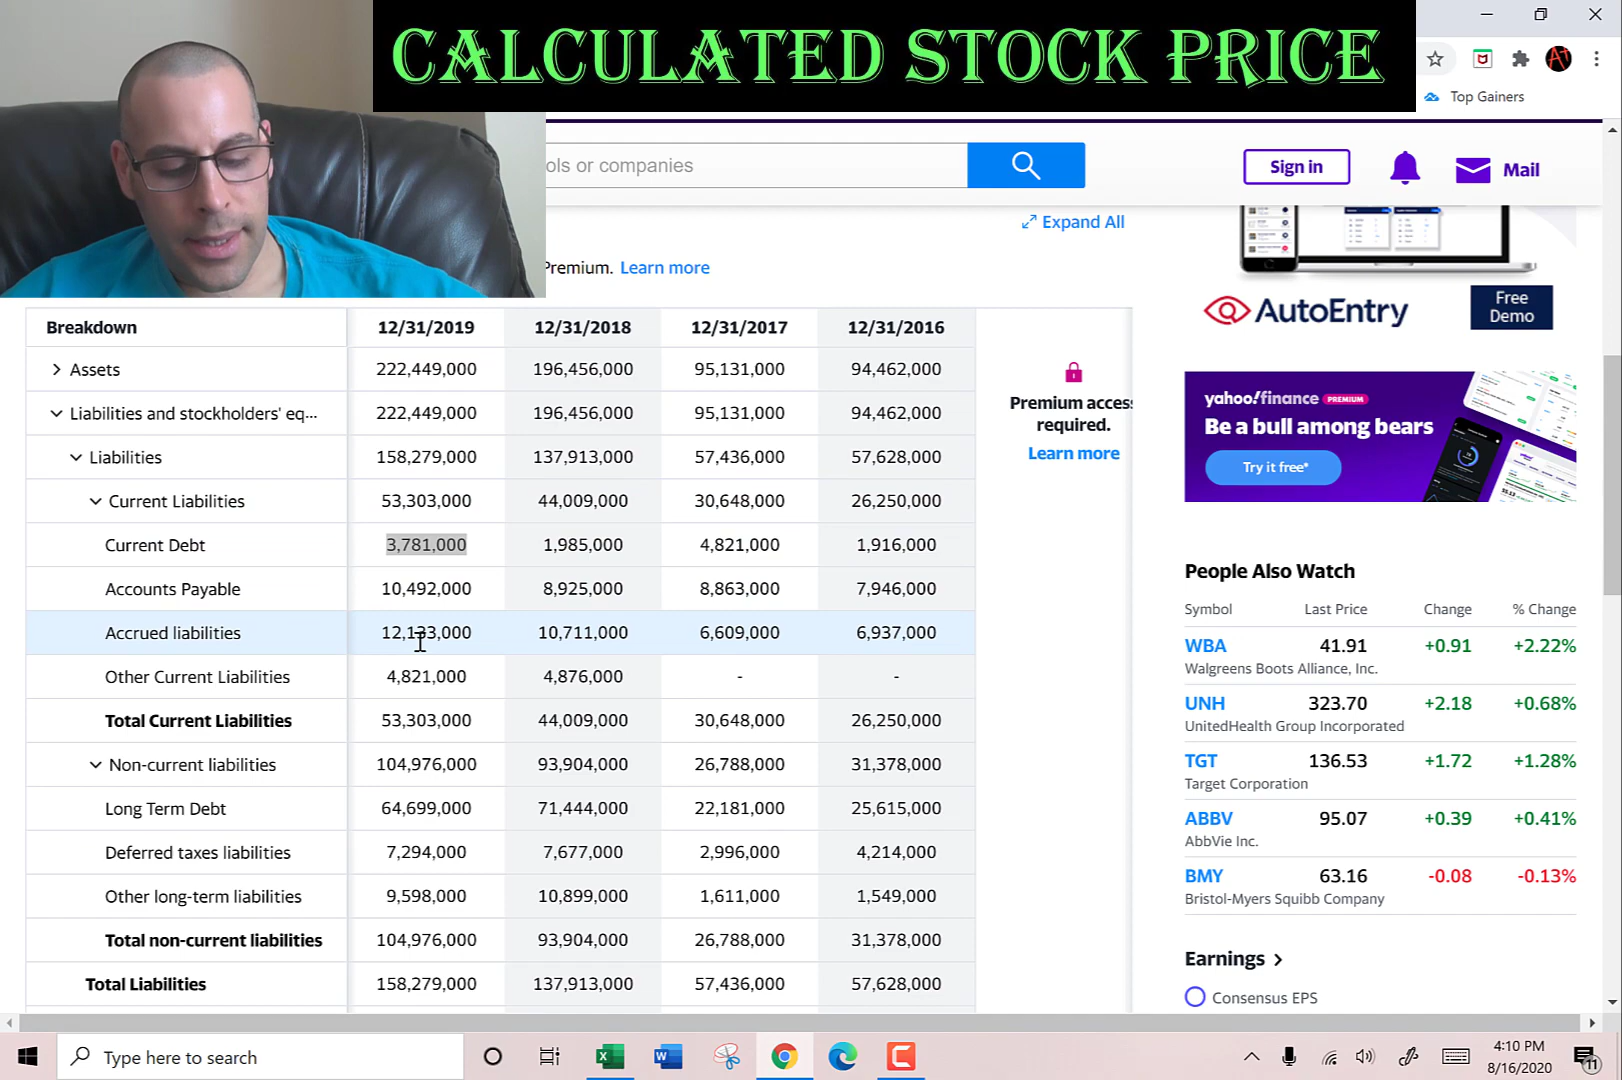 CALCULATED STOCK PRICE
Top Gainers
ols or companies
Sign in
Mail
Expand All
Premium. Learn more
AutoEntry
Free
Demo
Breakdown 12/31/2019 12/31/2018 12/31/2017 12/31/2016
Assets 222,449,000 196,456,000 95,131,000 94,462,000
Liabilities and stockholders' eq... 222,449,000 196,456,000 95,131,000 94,462,000
Liabilities 158,279,000 137,913,000 57,436,000 57,628,000
Current Liabilities 53,303,000 44,009,000 30,648,000 26,250,000
Current Debt 3,781,000 1,985,000 4,821,000 1,916,000
Accounts Payable 10,492,000 8,925,000 8,863,000 7,946,000
Accrued liabilities 12,133,000 10,711,000 6,609,000 6,937,000
Other Current Liabilities 4,821,000 4,876,000 - -
Total Current Liabilities 53,303,000 44,009,000 30,648,000 26,250,000
Non-current liabilities 104,976,000 93,904,000 26,788,000 31,378,000
Long Term Debt 64,699,000 71,444,000 22,181,000 25,615,000
Deferred taxes liabilities 7,294,000 7,677,000 2,996,000 4,214,000
Other long-term liabilities 9,598,000 10,899,000 1,611,000 1,549,000
Total non-current liabilities 104,976,000 93,904,000 26,788,000 31,378,000
Total Liabilities 158,279,000 137,913,000 57,436,000 57,628,000
Premium access
required.
Learn more
yahoo!finance PREMIUM
Be a bull among bears
Try it free*
People Also Watch
Symbol Last Price Change % Change
WBA 41.91 +0.91 +2.22%
Walgreens Boots Alliance, Inc.
UNH 323.70 +2.18 +0.68%
UnitedHealth Group Incorporated
TGT 136.53 +1.72 +1.28%
Target Corporation
ABBV 95.07 +0.39 +0.41%
AbbVie Inc.
BMY 63.16 -0.08 -0.13%
Bristol-Myers Squibb Company
Earnings
Consensus EPS
Type here to search
4:10 PM
8/16/2020
11